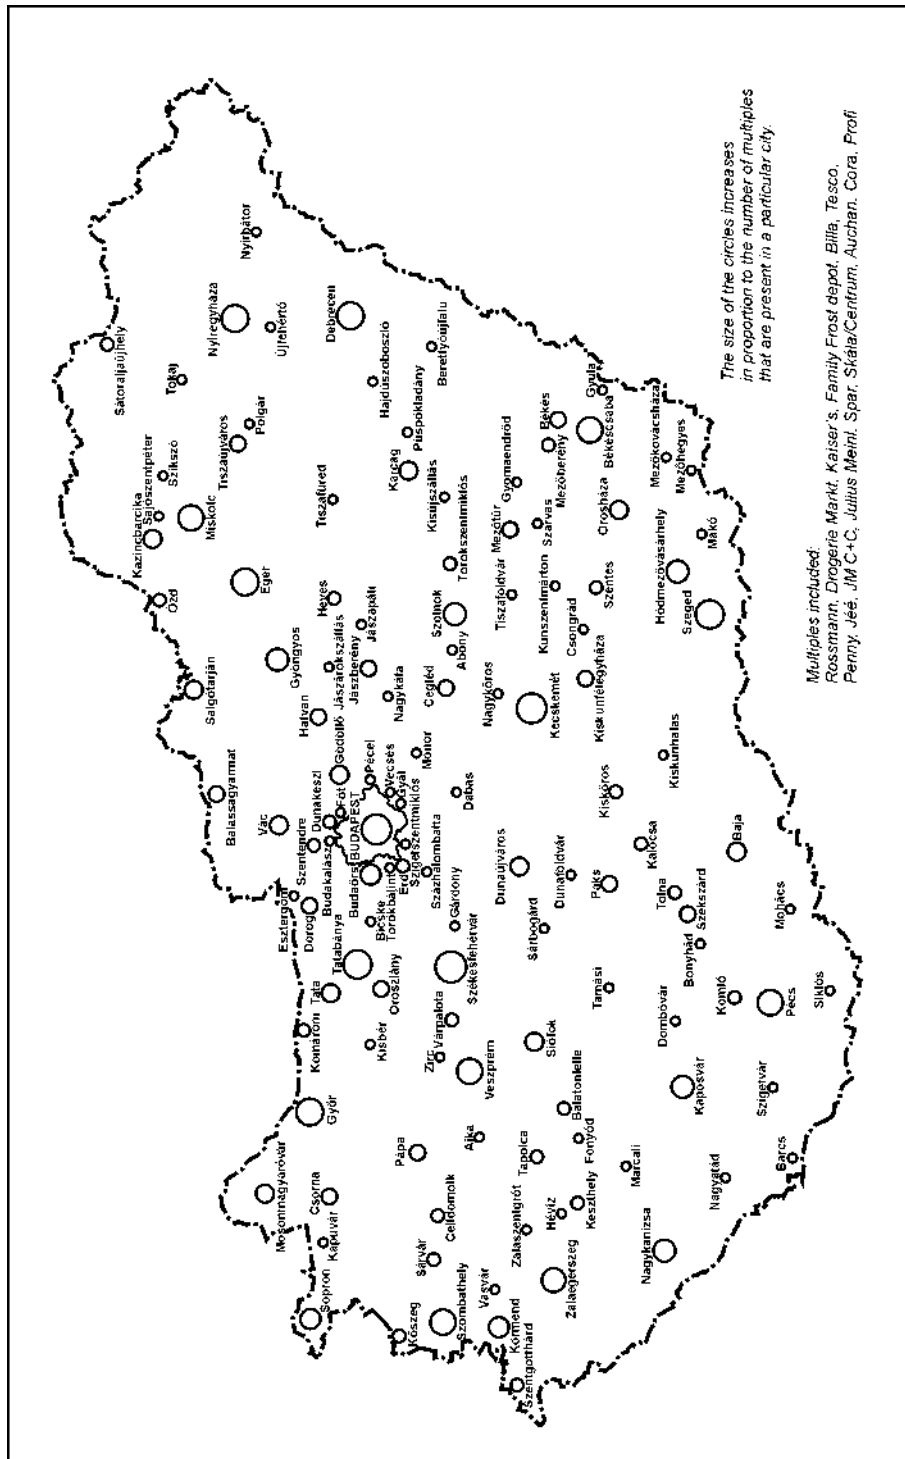 Sátoraljaújhely
Kazincbarcika
Sajószentpéter
Szikszó
Tokaj
Ózd
Miskolc
Salgótarján
Nyíregyháza
Tiszaújváros
Nyírbátor
Polgár
Eger
Balassagyarmat
Újfehértó
Vác
Gyöngyös
Mosonmagyaróvár
Esztergom
Szentendre
Dorog
Hatvan
Dunakeszi
Komárom
Győr
Csorna
Sopron
Kapuvár
Tata
Budakalász
Gödöllő
Fót
Jászárokszállás
Heves
Tiszafüred
Debrecen
Tatabánya
Budaörs
BUDAPEST
Jászberény
Jászapáti
Pécel
Hajdúszoboszló
Bicske
Kisbér
Oroszlány
Törökbálint
Vecsés
Nagykáta
Gyál
Érd
Szigetszentmiklós
Karcag
Püspökladány
Kőszeg
Pápa
Százhalombatta
Monor
Berettyóújfalu
Sárvár
Zirc
Várpalota
Celldömölk
Szombathely
Székesfehérvár
Gárdony
Cegléd
Abony
Szolnok
Törökszentmiklós
Kisújszállás
Dabas
Veszprém
Ajka
Vasvár
Körmend
Szentgotthárd
Nagykőrös
Mezőtúr
Gyomaendrőd
Tiszaföldvár
Zalaszentgrót
Tapolca
Siófok
Dunaújváros
Kecskemét
Sárbogárd
Szarvas
Mezőberény
Békés
Kunszentmárton
Hévíz
Zalaegerszeg
Balatonlelle
Dunaföldvár
Keszthely
Fonyód
Csongrád
Kiskunfélegyháza
Szentes
Békéscsaba
Gyula
Tamási
Paks
Kiskőrös
Orosháza
Marcali
Kalocsa
Nagykanizsa
Kiskunhalas
Hódmezővásárhely
Mezőkovácsháza
Mezőhegyes
Dombóvár
Tolna
Szekszárd
Bonyhád
Kaposvár
Szeged
Makó
Nagyatád
Komló
Baja
Pécs
Szigetvár
Barcs
Mohács
Siklós
The size of the circles increases
in proportion to the number of multiples
that are present in a particular city.
Multiples included:
Rossmann, Drogerie Markt, Kaiser's, Family Frost depot, Billa, Tesco,
Penny, Jéé, JM C+C, Julius Meinl, Spar, Skála/Centrum, Auchan, Cora, Profi